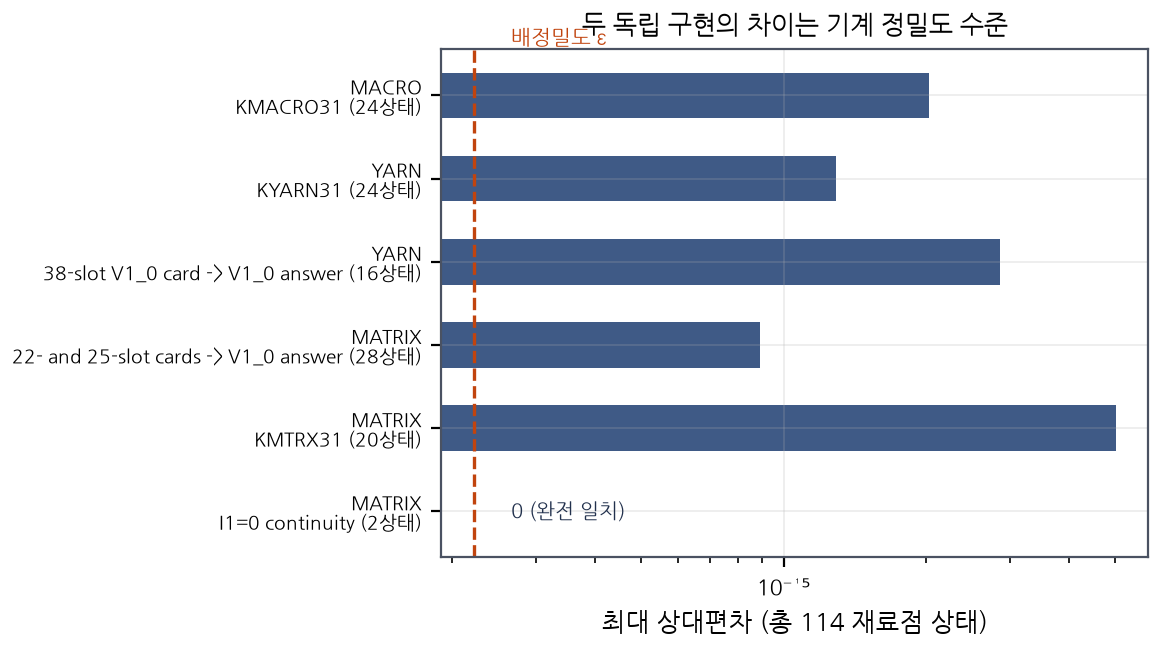 두 독립 구현의 차이는 기계 정밀도 수준
배정밀도 ε
MACRO
KMACRO31 (24상태)
YARN
KYARN31 (24상태)
YARN
38-slot V1_0 card -> V1_0 answer (16상태)
MATRIX
22- and 25-slot cards -> V1_0 answer (28상태)
MATRIX
KMTRX31 (20상태)
MATRIX
I1=0 continuity (2상태)
0 (완전 일치)
10⁻¹⁵
최대 상대편차 (총 114 재료점 상태)